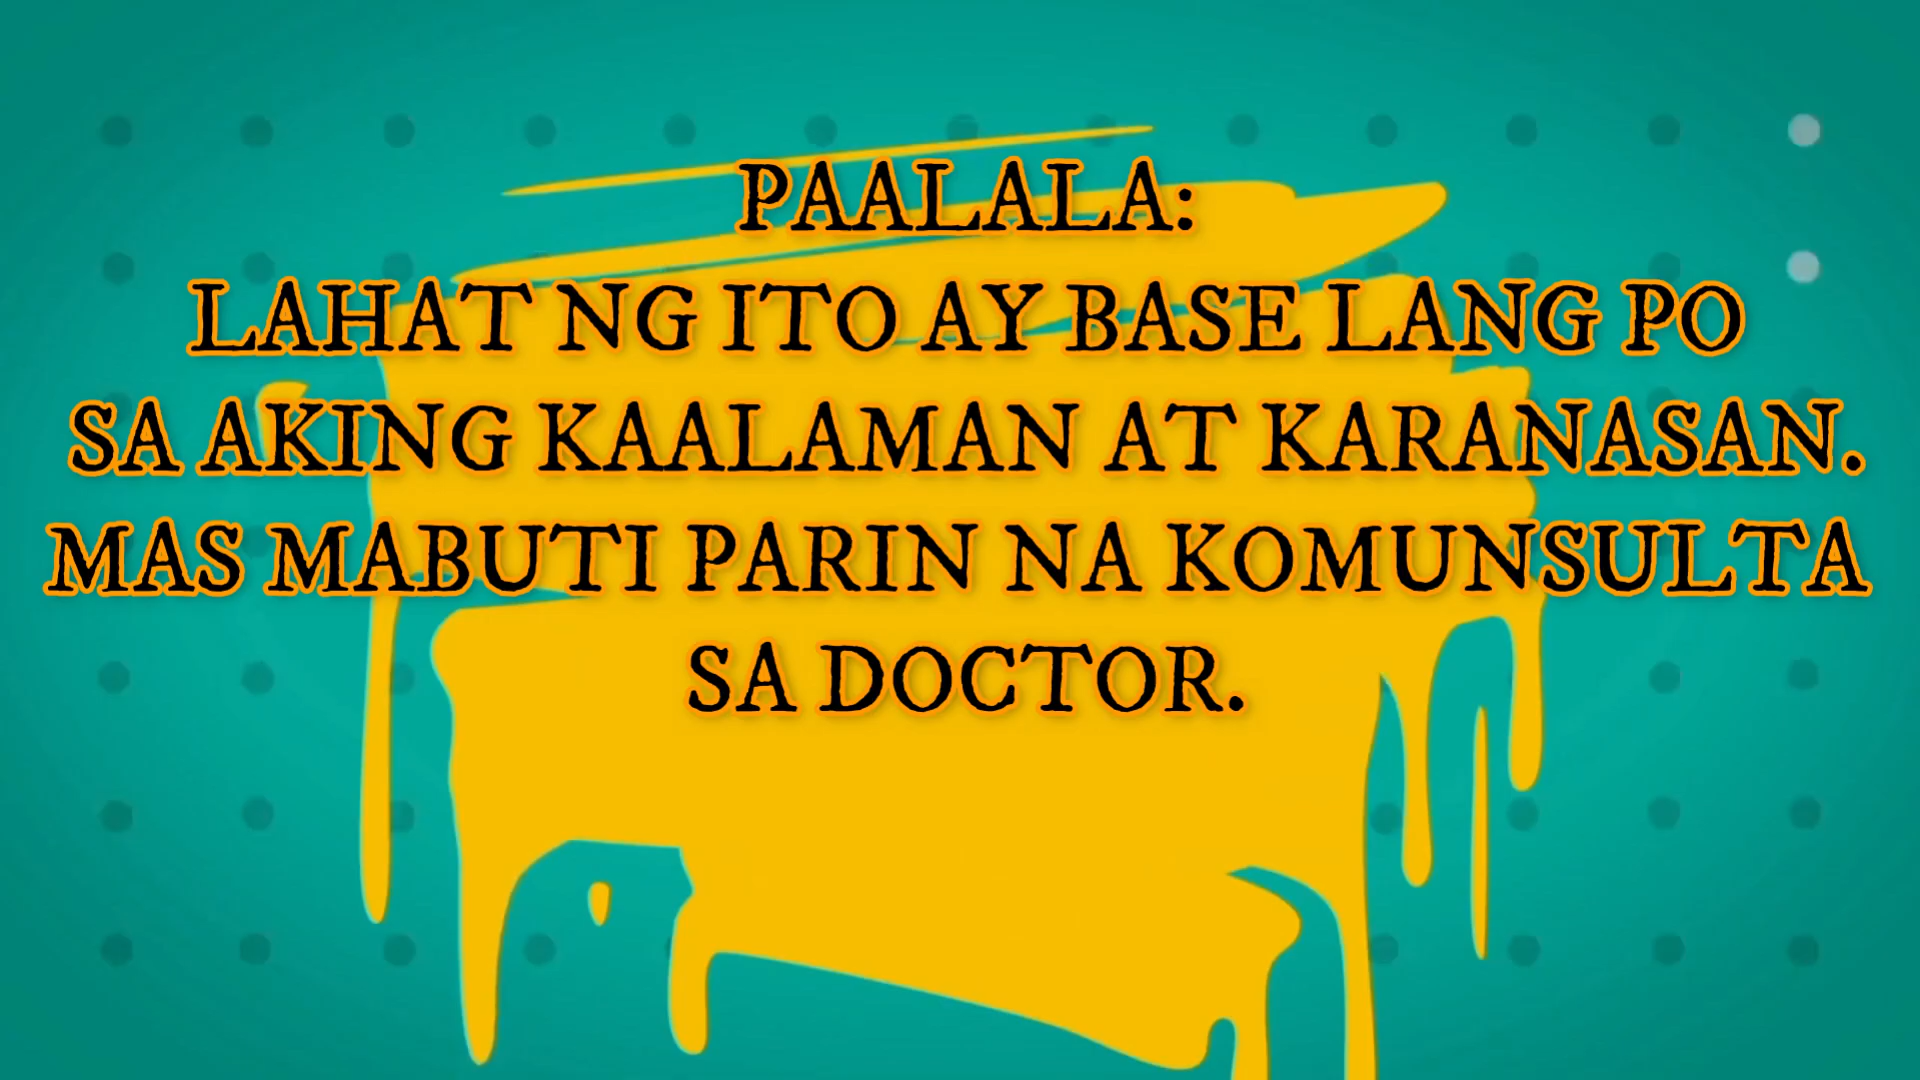 PAALALA:
LAHAT NG ITO AY BASE LANG PO
SA AKING KAALAMAN AT KARANASAN.
MAS MABUTI PARIN NA KOMUNSULTA
SA DOCTOR.